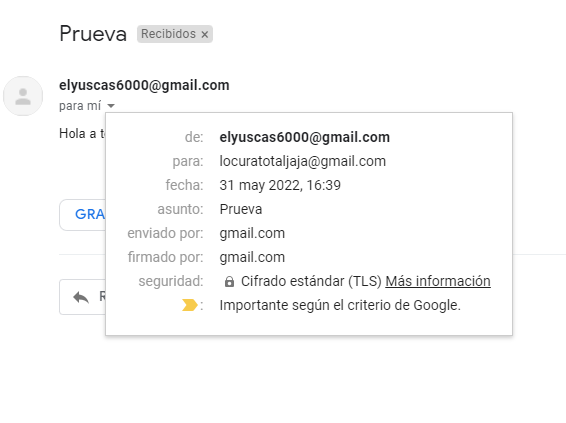 Prueva Recibidos ×
elyuscas6000@gmail.com
para mí
Hola a
de: elyuscas6000@gmail.com
para: locuratotaljaja@gmail.com
fecha: 31 may 2022, 16:39
asunto: Prueva
enviado por: gmail.com
firmado por: gmail.com
seguridad: Cifrado estándar (TLS) Más información
: Importante según el criterio de Google.
GRA
R